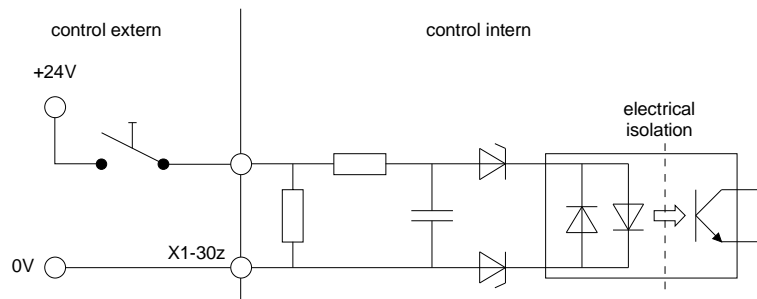 control extern
control intern
+24V
electrical
isolation
X1-30z
0V